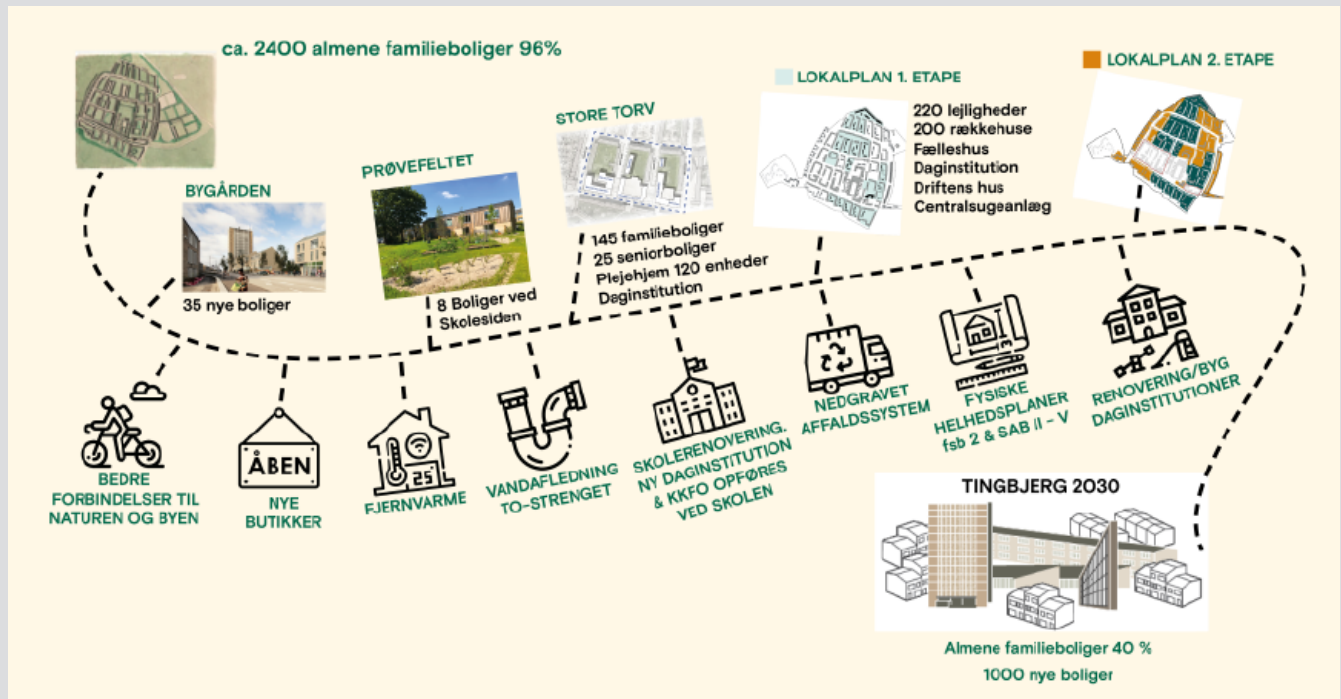 ca. 2400 almene familieboliger 96%
BYGÅRDEN
35 nye boliger
PRØVEFELTET
8 Boliger ved
Skolesiden
STORE TORV
145 familieboliger
25 seniorboliger
Plejehjem 120 enheder
Daginstitution
LOKALPLAN 1. ETAPE
220 lejligheder
200 rækkehuse
Fælleshus
Daginstitution
Driftens hus
Centralsugeanlæg
LOKALPLAN 2. ETAPE
BEDRE
FORBINDELSER TIL
NATUREN OG BYEN
ÅBEN
NYE
BUTIKKER
25
FJERNVARME
VANDAFLEDNING
TO-STRENGET
SKOLERENOVERING.
NY DAGINSTITUTION
& KKFO OPFØRES
VED SKOLEN
NEDGRAVET
AFFALDSSYSTEM
FYSISKE
HELHEDSPLANER
fsb 2 & SAB II - V
RENOVERING/BYG
DAGINSTITUTIONER
TINGBJERG 2030
Almene familieboliger 40 %
1000 nye boliger